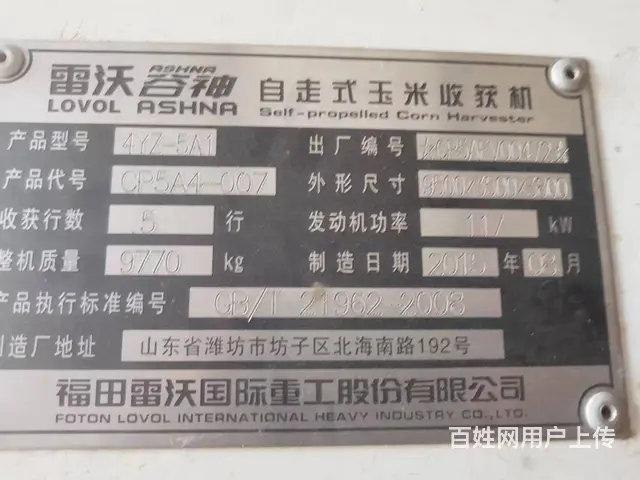 雷沃 谷神 ASHNA 自走式玉米收获机
LOVOL ASHNA Self-propelled Corn Harvester
产品型号 4YZ-5A1 出厂编号
产品代号 CP5A4-007 外形尺寸
收获行数 5 行 发动机功率 117 kW
整机质量 9770 kg 制造日期 2015 年 08 月
产品执行标准编号 GB/T 21962-2008
制造厂地址 山东省潍坊市坊子区北海南路192号
福田雷沃国际重工股份有限公司
FOTON LOVOL INTERNATIONAL HEAVY INDUSTRY CO.,LTD.
百姓网用户上传